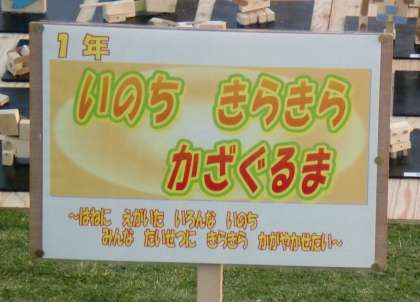 1年
いのち きらきら
かざぐるま
～はねに えがいた いろんな いのち
みんな たいせつに きらきら かがやかせたい～